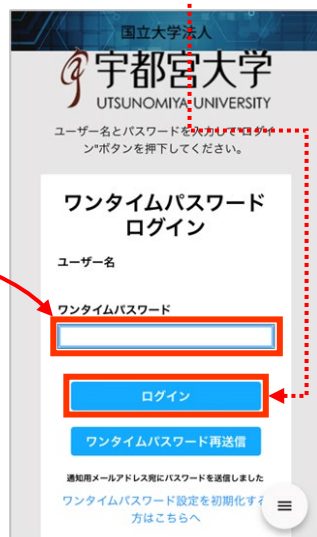 国立大学法人
宇都宮大学
UTSUNOMIYA UNIVERSITY
ユーザー名とパスワードを入力して"ログイ
ン"ボタンを押下してください。
ワンタイムパスワード
ログイン
ユーザー名
ワンタイムパスワード
ログイン
ワンタイムパスワード再送信
通知用メールアドレス宛にパスワードを送信しました
ワンタイムパスワード設定を初期化する
方はこちらへ